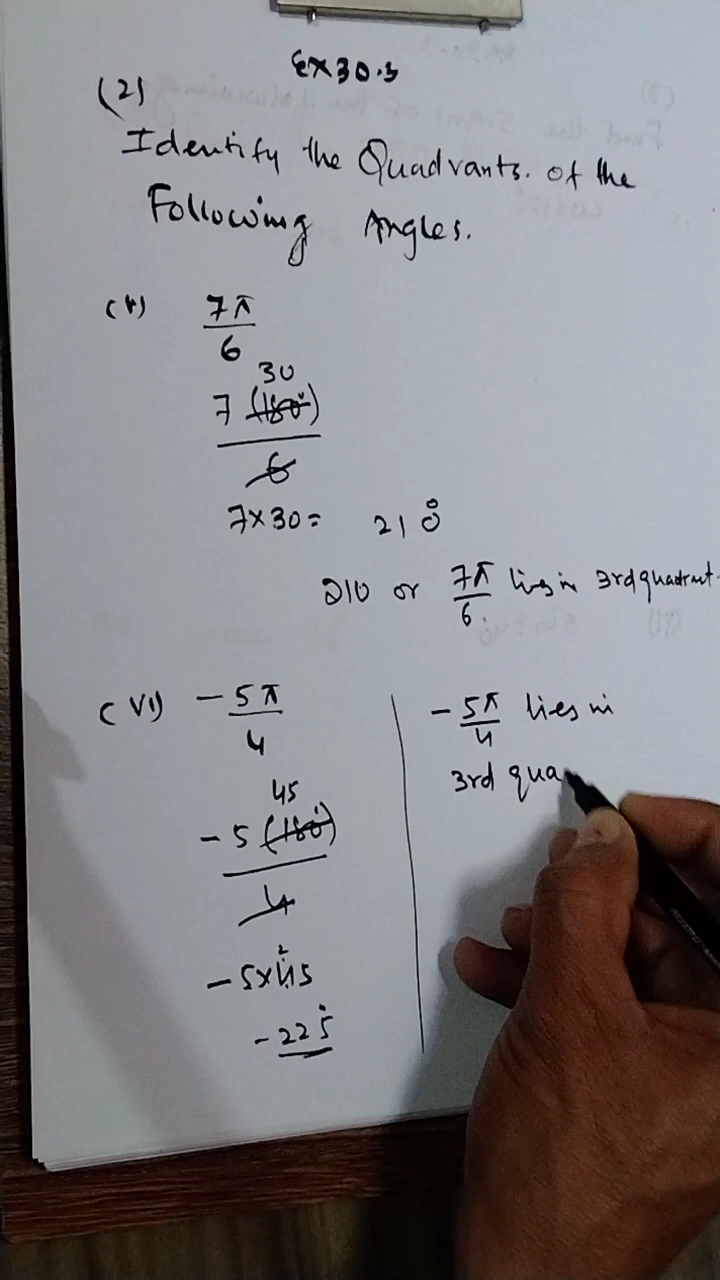 Ex 30.3
(2)
Identify the Quadrants. of the
Following Angles.
7π
6
30
7 (180°)
6
7×30= 210°
210 or 7π/6 lies in 3rd quadrant.
(VI) -5π
4
-5π/4 lies in
3rd qua
45
-5 (180°)
4
2
-5×45
-225°